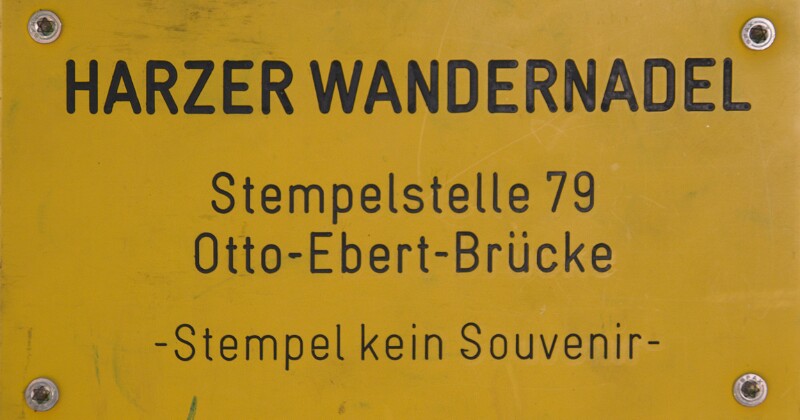 HARZER WANDERNADEL
Stempelstelle 79
Otto-Ebert-Brücke
-Stempel kein Souvenir-